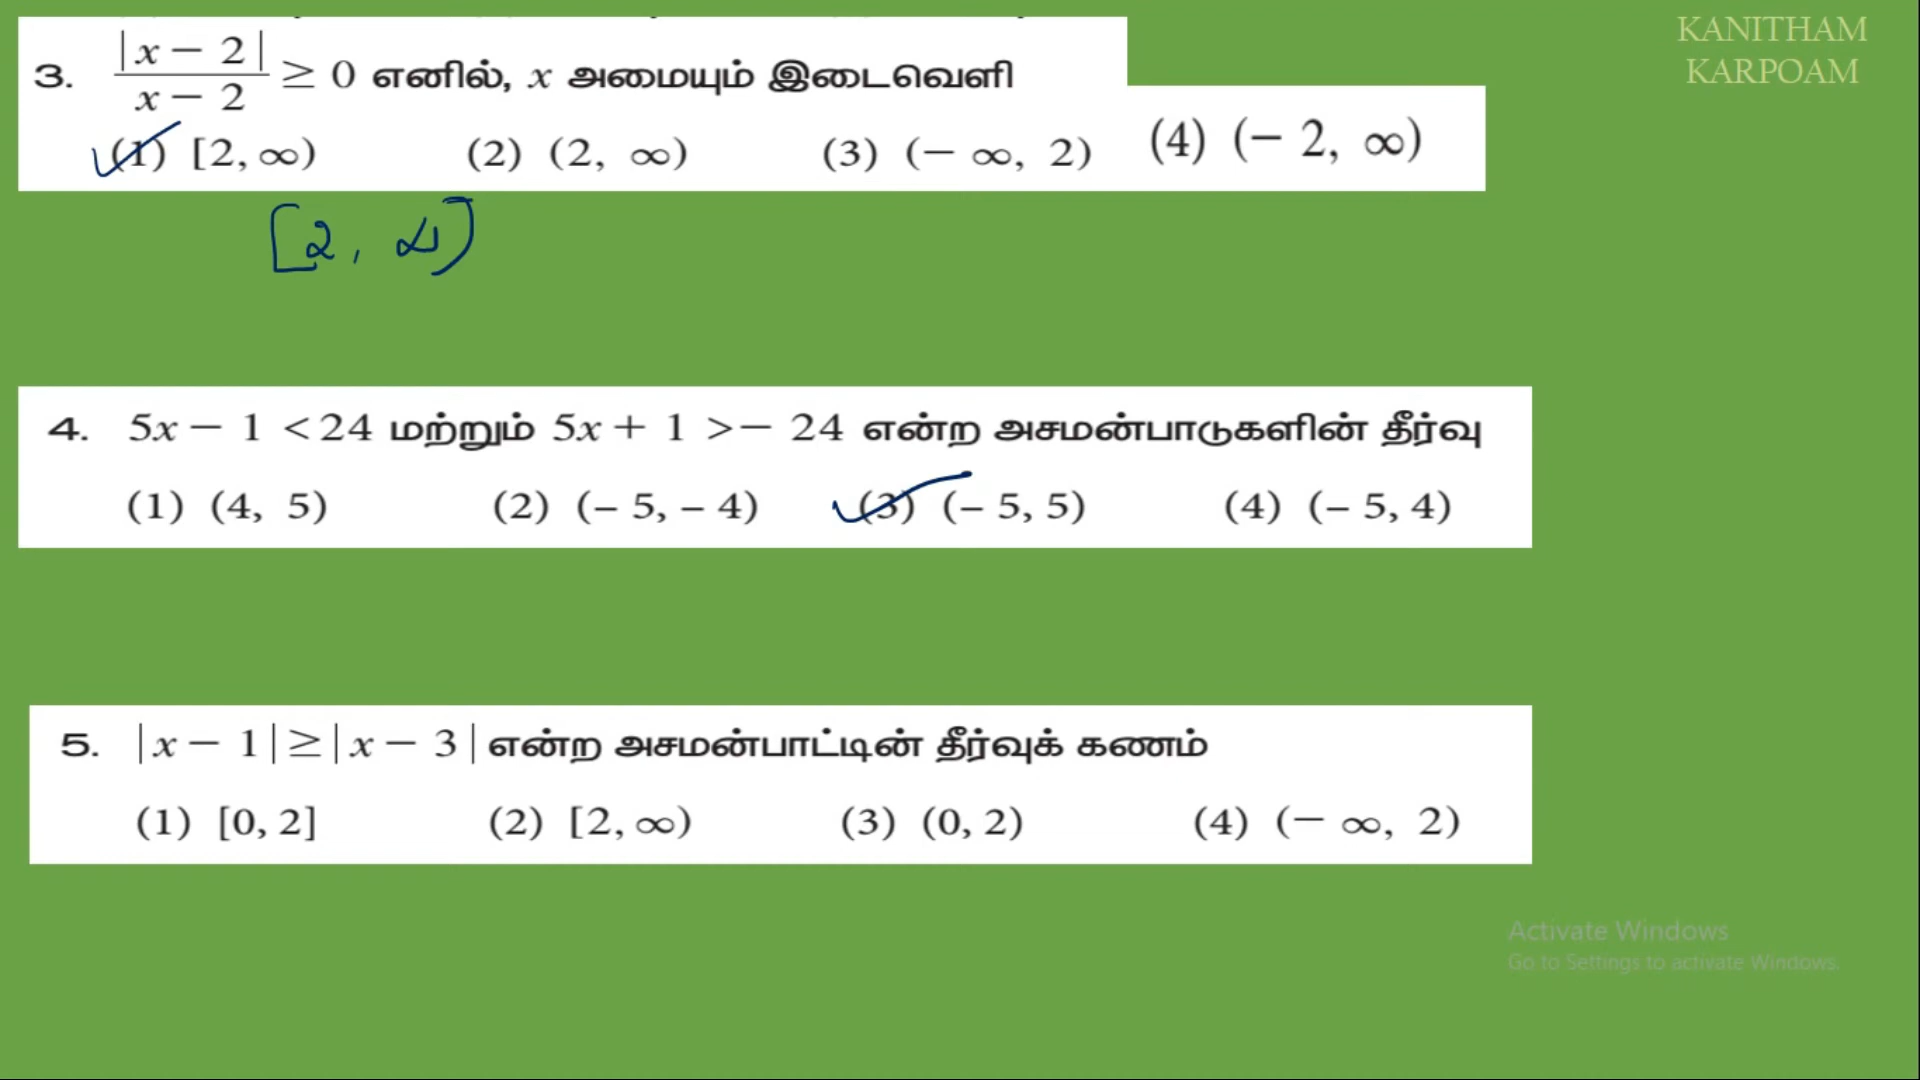 KANITHAM
KARPOAM
3. |x − 2| / x − 2 ≥ 0 எனில், x அமையும் இடைவெளி
(1) [2, ∞) (2) (2, ∞) (3) (− ∞, 2) (4) (− 2, ∞)
[2, ∞)
4. 5x − 1 < 24 மற்றும் 5x + 1 > − 24 என்ற அசமன்பாடுகளின் தீர்வு
(1) (4, 5) (2) (− 5, − 4) (3) (− 5, 5) (4) (− 5, 4)
5. |x − 1| ≥ |x − 3| என்ற அசமன்பாட்டின் தீர்வுக் கணம்
(1) [0, 2] (2) [2, ∞) (3) (0, 2) (4) (− ∞, 2)
Activate Windows
Go to Settings to activate Windows.